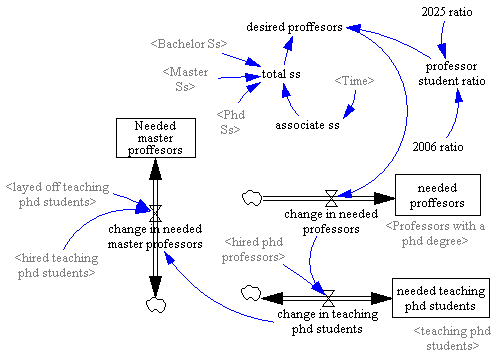 2025 ratio
desired proffesors
<Bachelor Ss>
<Master
Ss>
total ss
<Time>
professor
student ratio
<Phd
Ss>
associate ss
Needed
master
proffesors
2006 ratio
<layed off teaching
phd students>
needed
proffesors
change in needed
master professors
change in needed
professors
<Professors with a
phd degree>
<hired phd
professors>
<hired teaching
phd students>
needed teaching
phd students
change in teaching
phd students
<teaching phd
students>